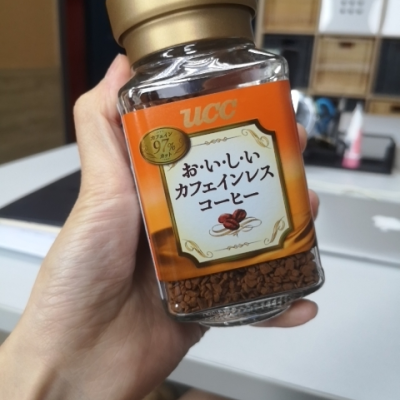 UCC
カフェイン
97%
カット
お・い・し・い
カフェインレス
コーヒー